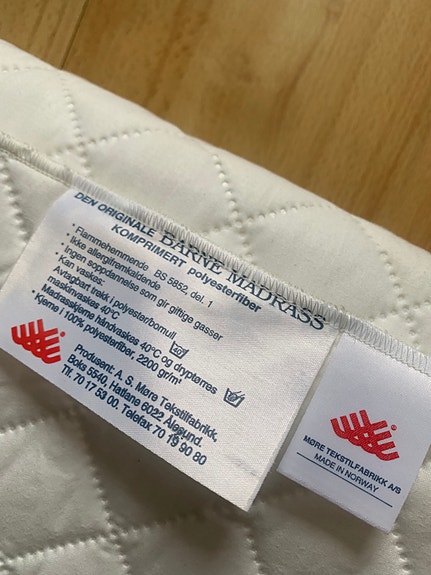 DEN ORIGINALE BARNE MADRASS
KOMPRIMERT polyesterfiber
• Flammehemmende BS 5852, del. 1
• Ikke allergifremkaldende
• Ingen soppdannelse som gir giftige gasser
• Kan vaskes:
Avtagbart trekk i polyester/bomull
Maskinvaskes 40°C
• Madrasskjerne håndvaskes 40°C og drypptørres
• Kjerne i 100% polyesterfiber, 2200 gr/m²
Produsent: A. S. Møre Tekstilfabrikk,
Boks 5540, Hatlane 6022 Ålesund.
Tlf. 70 17 53 00. Telefax 70 19 90 80
MØRE TEKSTILFABRIKK A/S
MADE IN NORWAY